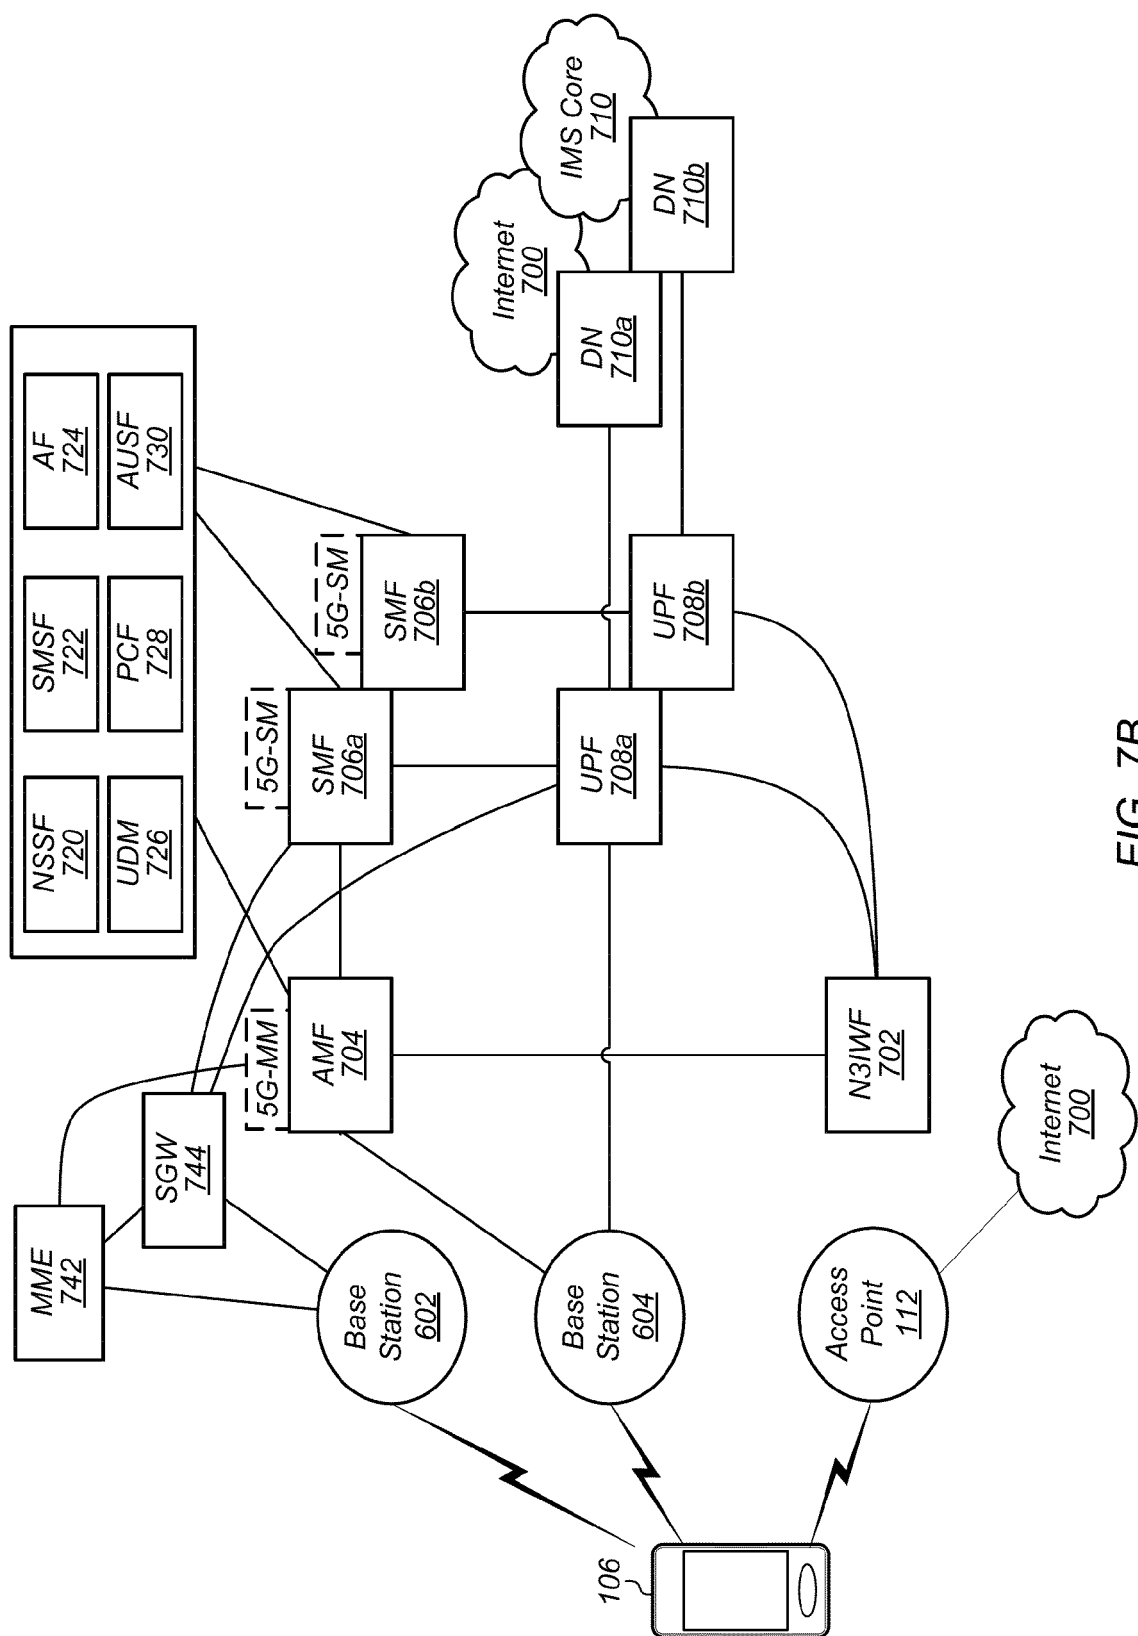 NSSF
720
SMSF
722
AF
724
UDM
726
PCF
728
AUSF
730
MME
742
SGW
744
5G-MM
AMF
704
5G-SM
SMF
706a
5G-SM
SMF
706b
Base
Station
602
Base
Station
604
UPF
708a
UPF
708b
Internet
700
IMS Core
710
DN
710a
DN
710b
106
Access
Point
112
N3IWF
702
Internet
700
FIG. 7B